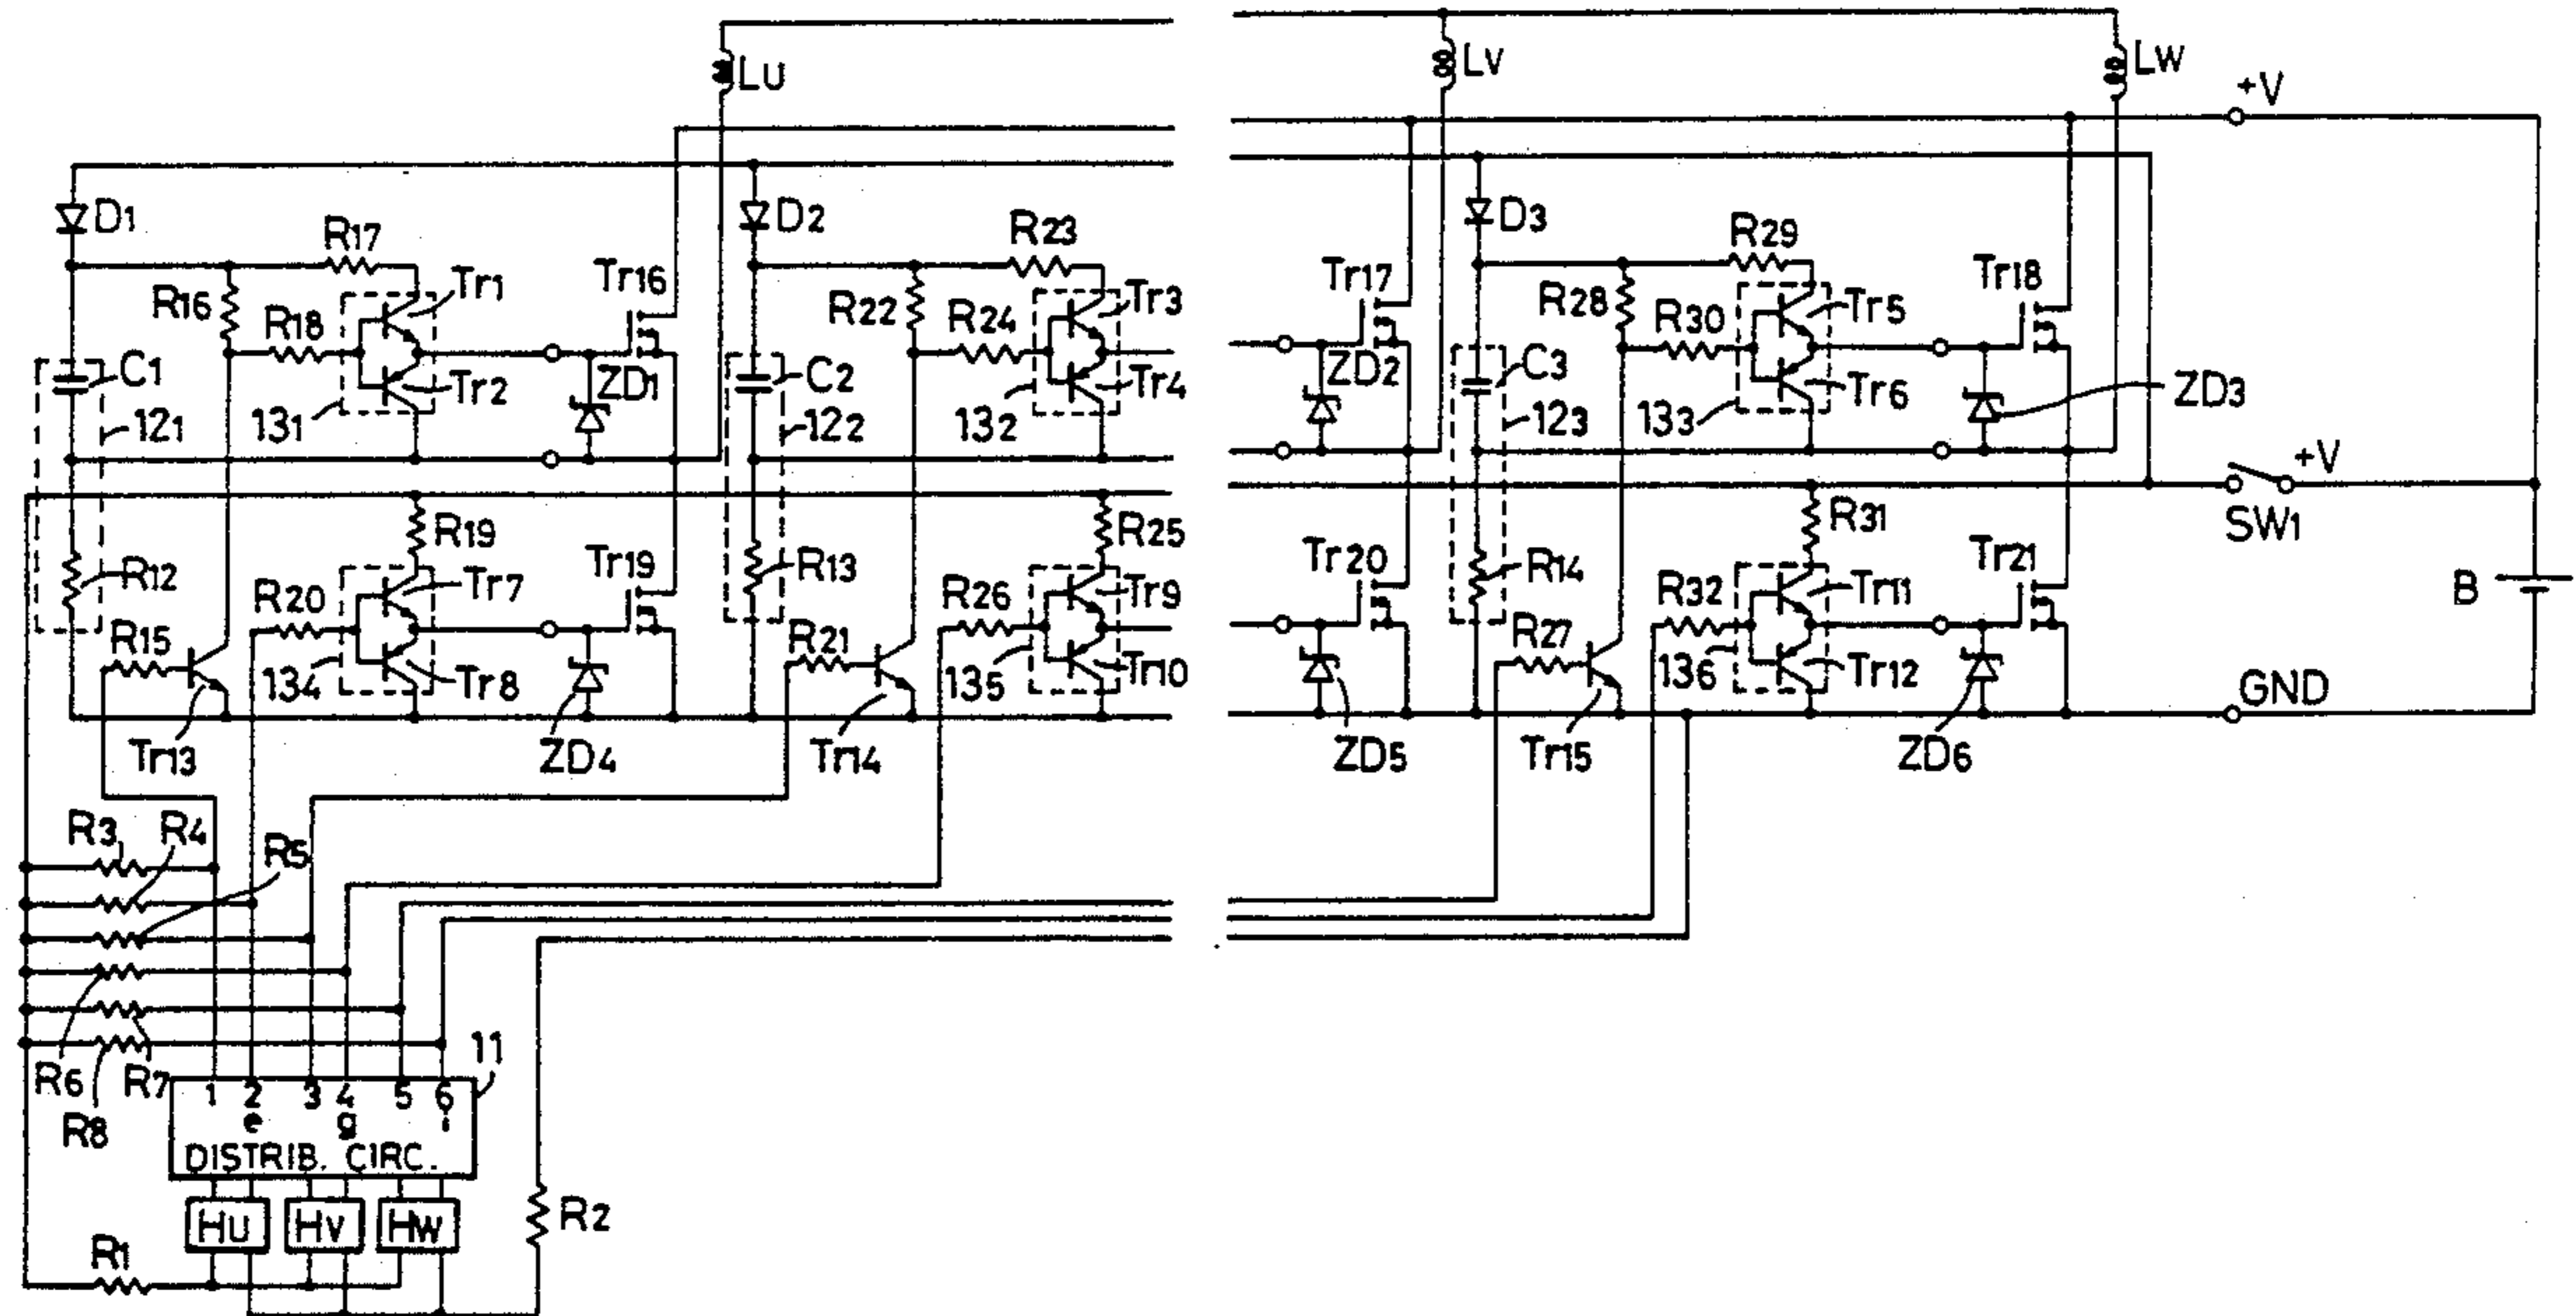 LU
LV
LW
+V
D1
R17
Tr1
Tr16
D2
R23
Tr3
Tr17
D3
R29
Tr5
Tr18
R16
R18
R22
R24
R28
R30
C1
Tr2
ZD1
C2
Tr4
ZD2
C3
Tr6
ZD3
121
131
122
132
123
133
+V
SW1
R12
R19
Tr7
Tr19
R13
R25
Tr9
Tr20
R14
R31
Tr11
Tr21
B
R15
R20
R21
R26
R27
R32
134
Tr8
135
Tr10
136
Tr12
GND
Tr13
ZD4
Tr14
ZD5
Tr15
ZD6
R3
R4
R5
R6
R7
R8
11
1 2 3 4 5 6
e g i
DISTRIB. CIRC.
HU
HV
HW
R1
R2